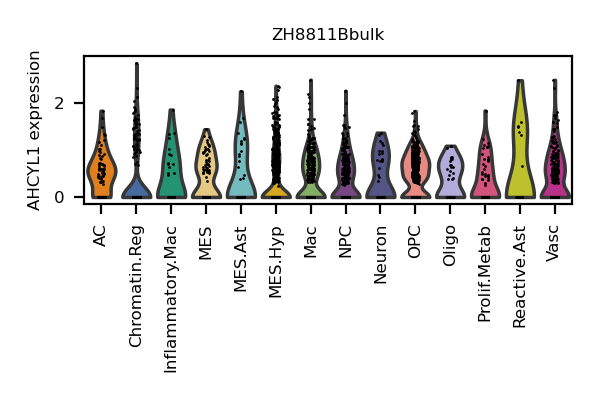 ZH8811Bbulk
AHCYL1 expression
2
0
AC
Chromatin.Reg
Inflammatory.Mac
MES
MES.Ast
MES.Hyp
Mac
NPC
Neuron
OPC
Oligo
Prolif.Metab
Reactive.Ast
Vasc